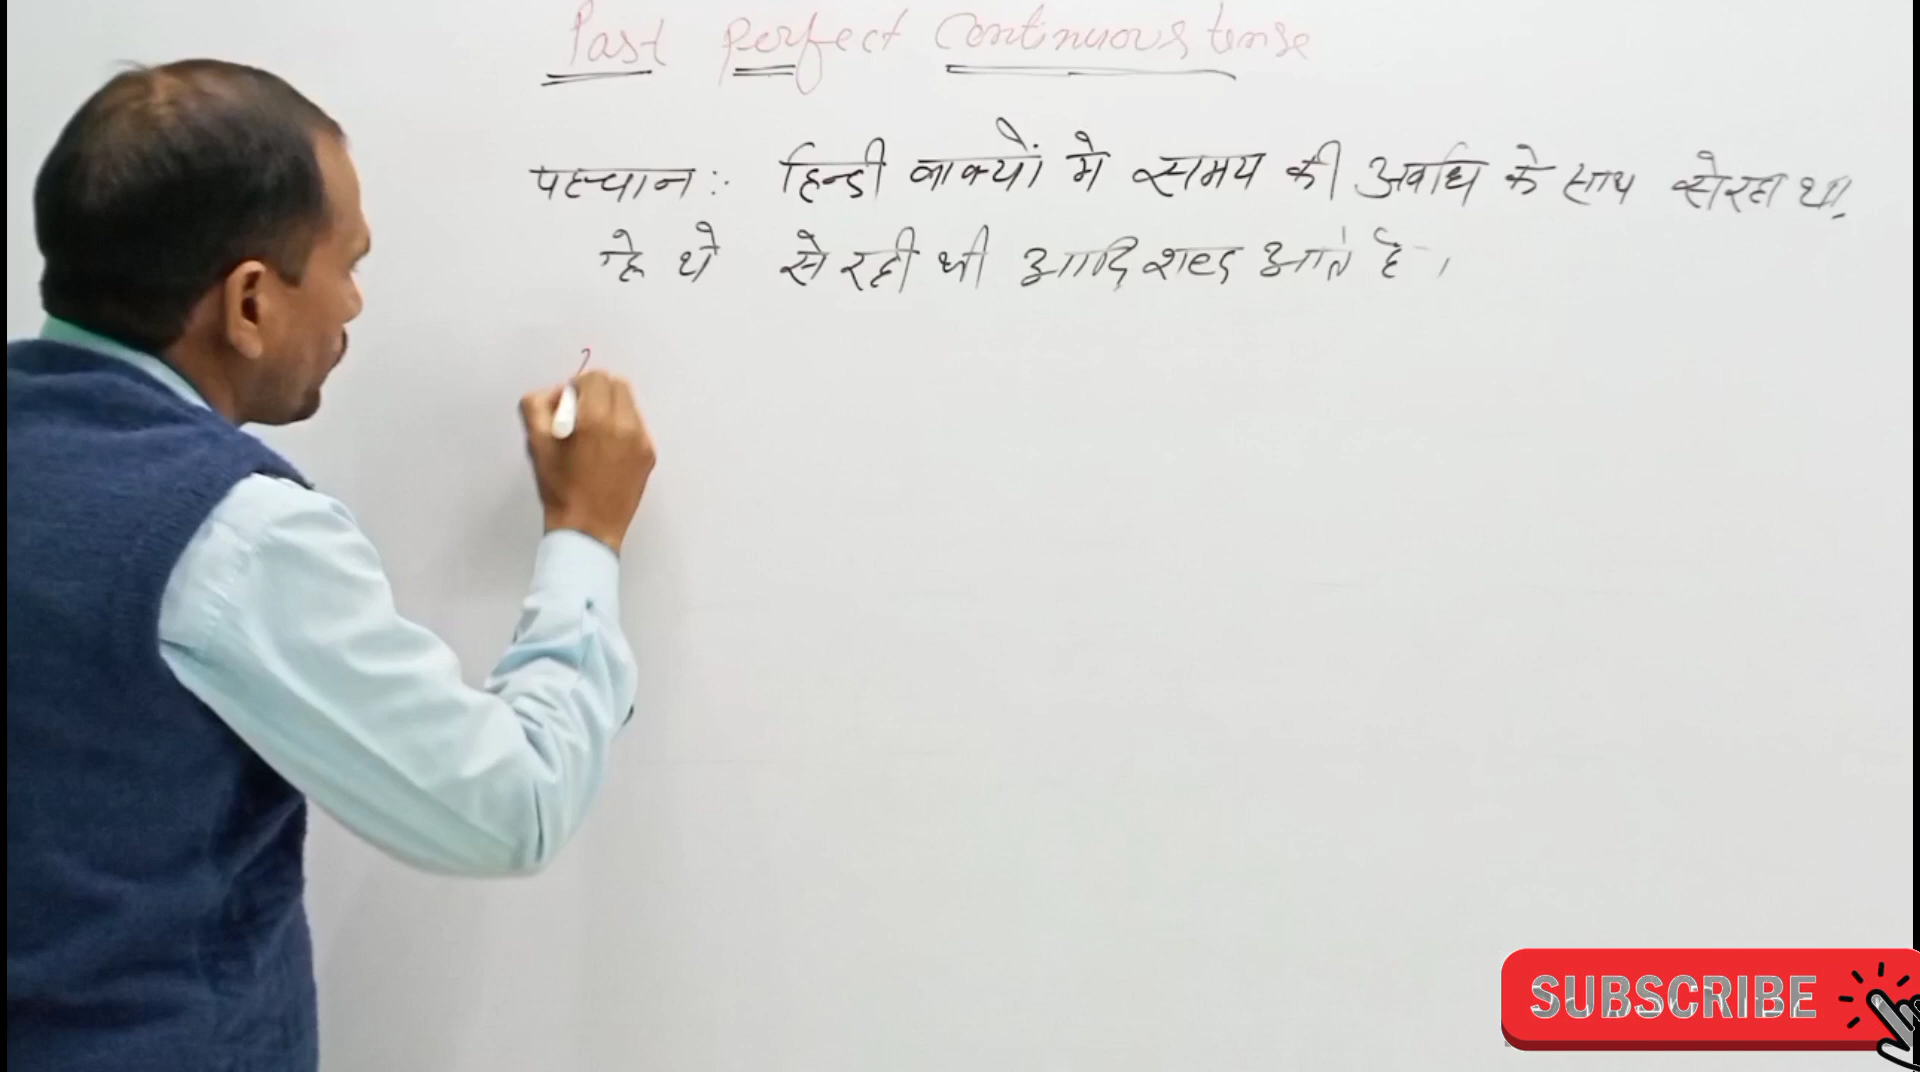 Past perfect Continuous tense
पहचान :- हिन्डी वाक्यों मे समय की अवधि के साथ से रहा था,
रहे थे से रही थी आदि शब्द आते है ।
SUBSCRIBE